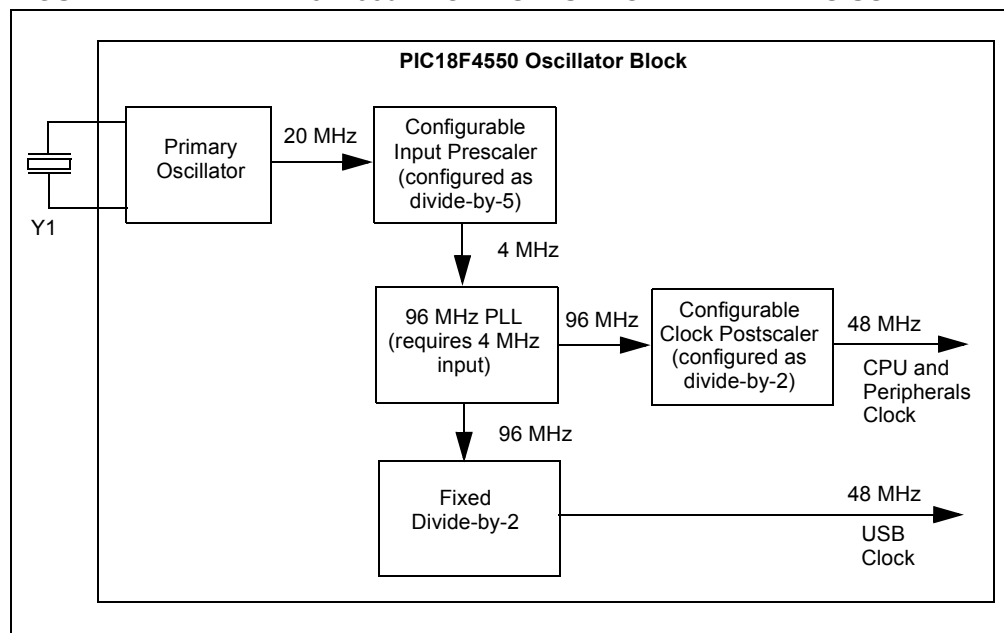 PIC18F4550 Oscillator Block
Primary
Oscillator
20 MHz
Configurable
Input Prescaler
(configured as
divide-by-5)
Y1
4 MHz
96 MHz PLL
(requires 4 MHz
input)
96 MHz
Configurable
Clock Postscaler
(configured as
divide-by-2)
48 MHz
CPU and
Peripherals
Clock
96 MHz
Fixed
Divide-by-2
48 MHz
USB
Clock